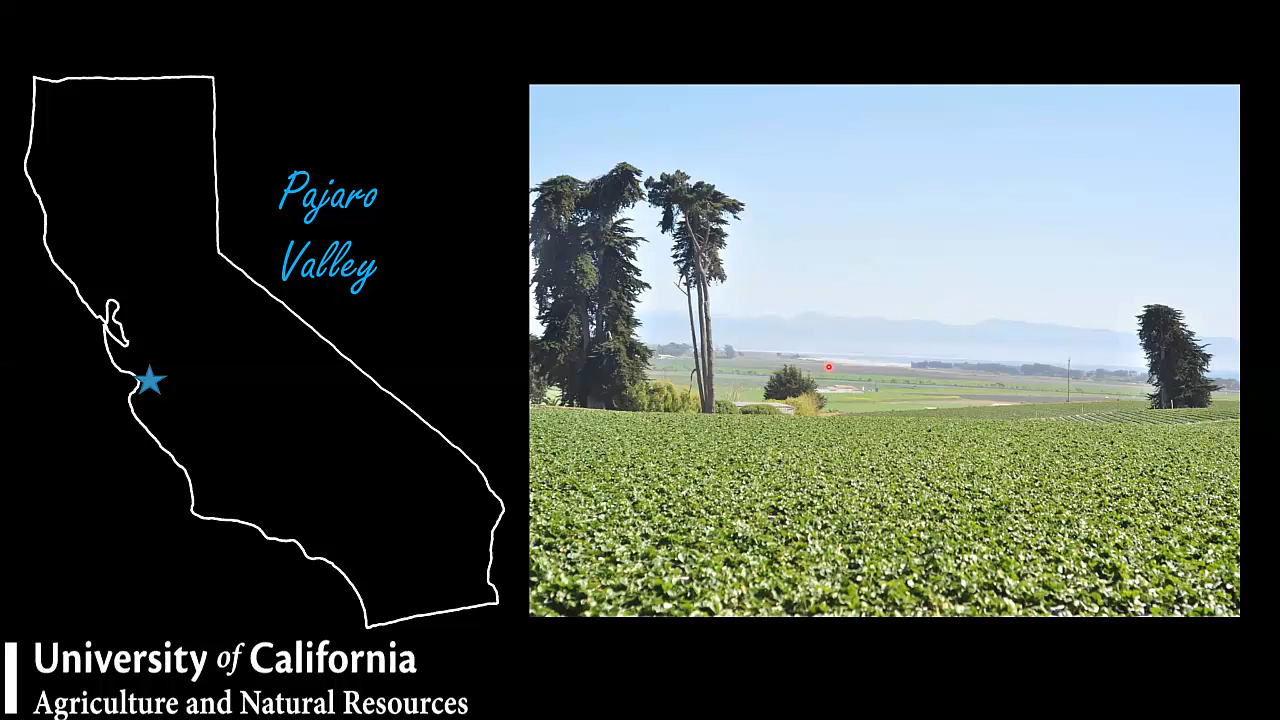 Pajaro
Valley
University of California
Agriculture and Natural Resources